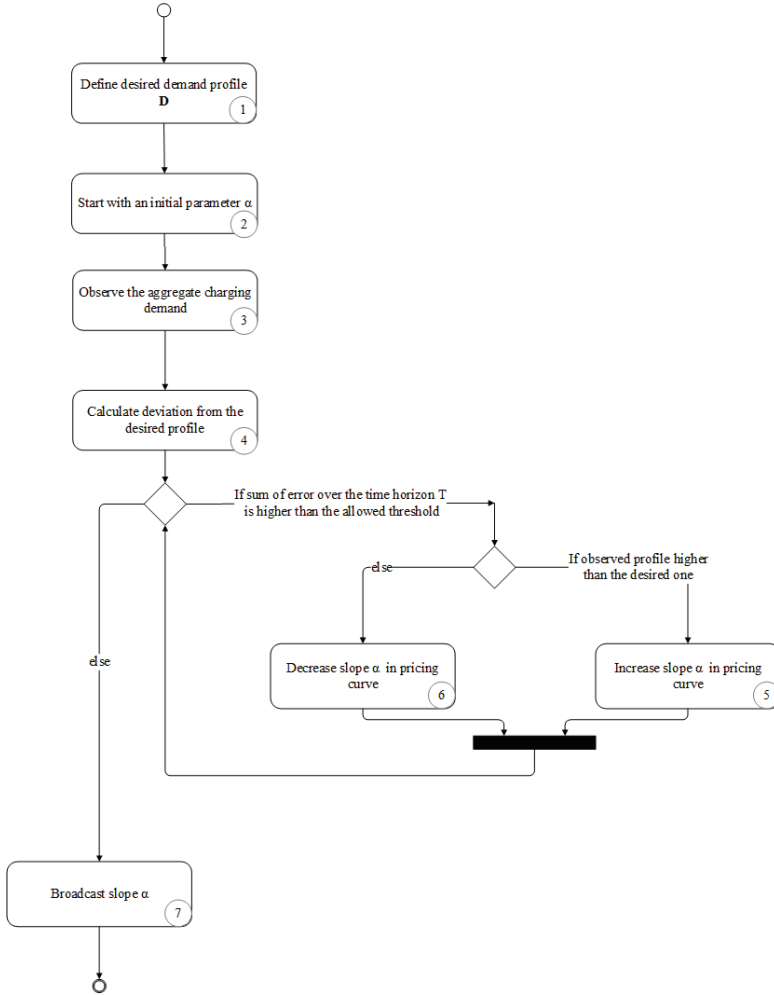 Define desired demand profile
D
1
Start with an initial parameter α
2
Observe the aggregate charging
demand
3
Calculate deviation from the
desired profile
4
If sum of error over the time horizon T
is higher than the allowed threshold
If observed profile higher
than the desired one
else
else
Decrease slope α in pricing
curve
6
Increase slope α in pricing
curve
5
Broadcast slope α
7